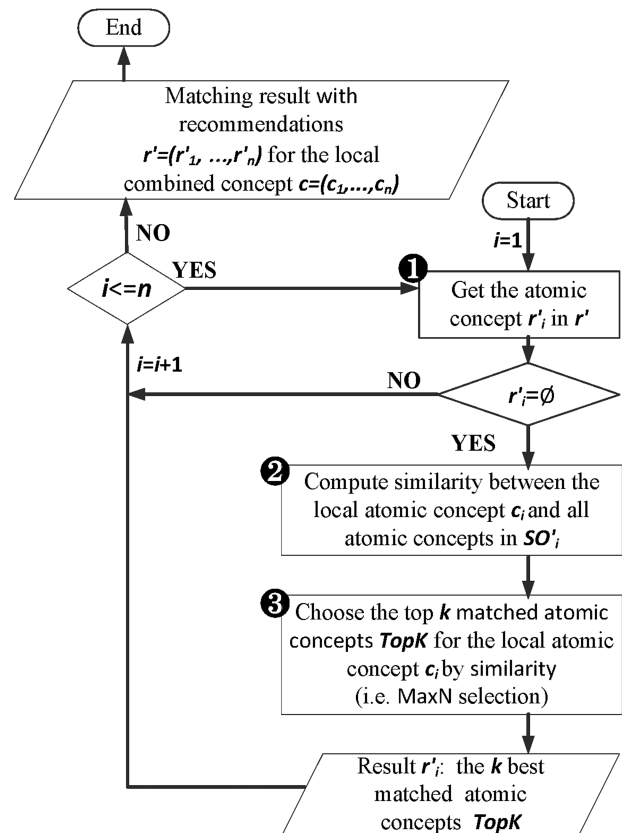 End
Matching result with
recommendations
r'=(r'1, ...,r'n) for the local
combined concept c=(c1,...,cn)
NO
i<=n
YES
Start
i=1
1
Get the atomic
concept r'i in r'
i=i+1
NO
r'i=∅
YES
2
Compute similarity between the
local atomic concept ci and all
atomic concepts in SO'i
3
Choose the top k matched atomic
concepts TopK for the local atomic
concept ci by similarity
(i.e. MaxN selection)
Result r'i: the k best
matched atomic
concepts TopK